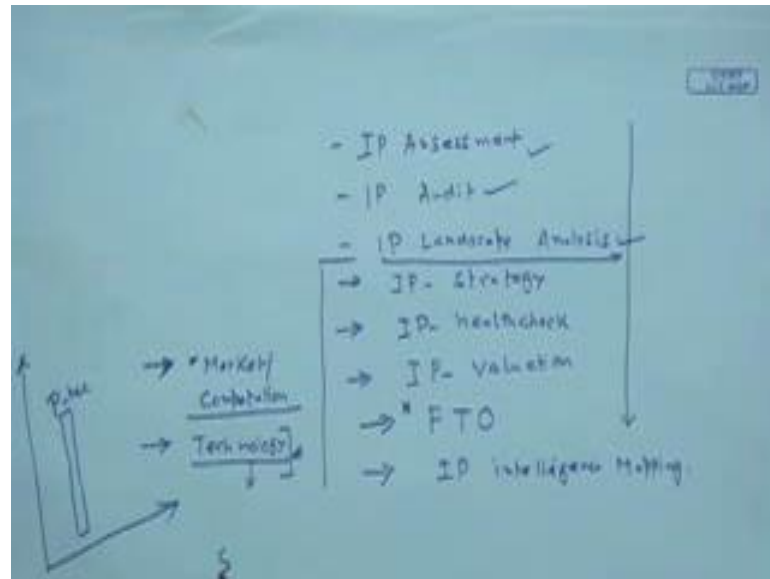 - IP Assessment
- IP Audit
- IP Landscape Analysis
→ IP- Strategy
→ IP- healthcheck
→ IP- Valuation
→ * FTO
→ IP intelligence Mapping.
→ * Market/
→ Technology